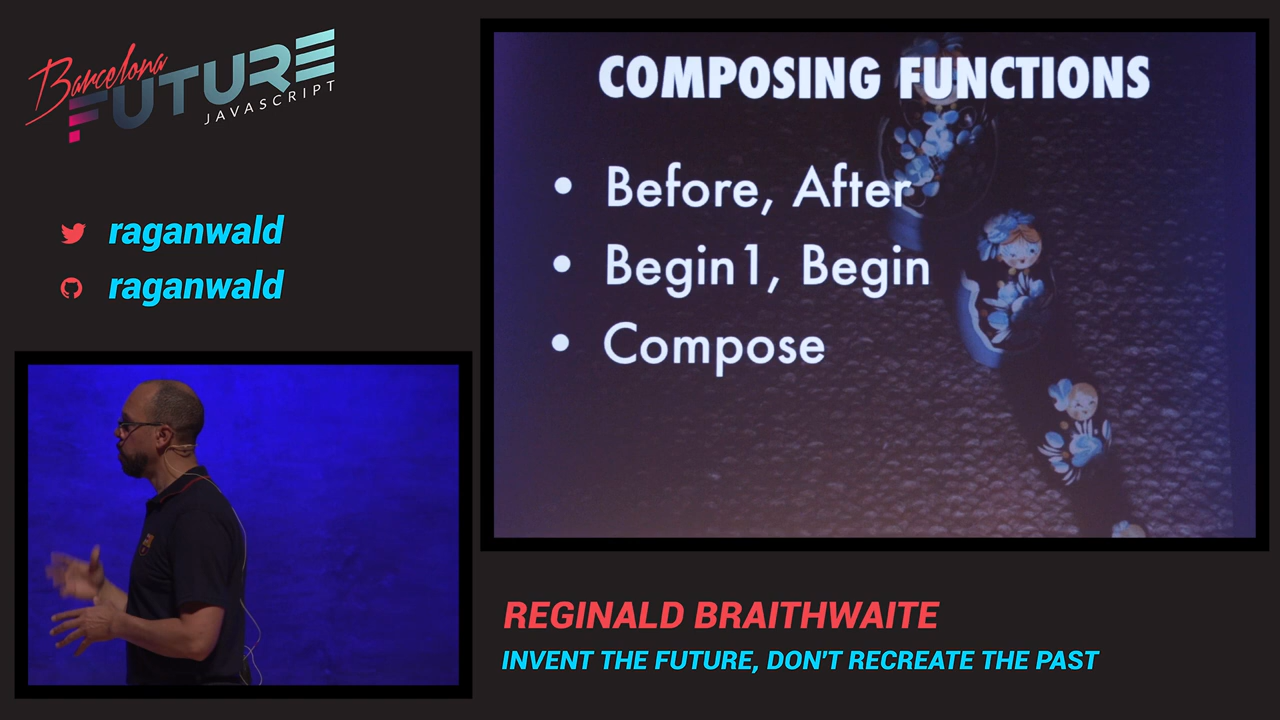 Barcelona
FUTURE
JAVASCRIPT
raganwald
raganwald
COMPOSING FUNCTIONS
• Before, After
• Begin1, Begin
• Compose
REGINALD BRAITHWAITE
INVENT THE FUTURE, DON'T RECREATE THE PAST